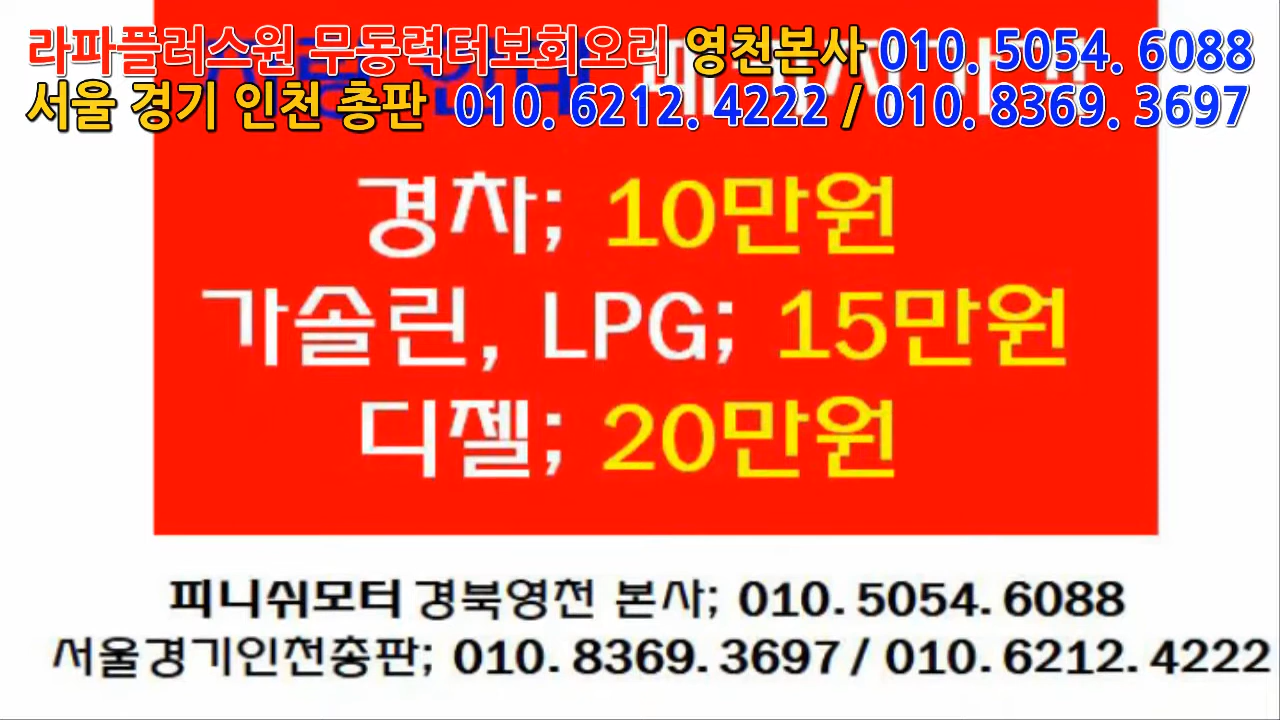 라파플러스원 무동력터보회오리 영천본사 010. 5054. 6088
서울 경기 인천 총판 010. 6212. 4222 / 010. 8369. 3697
경차; 10만원
가솔린, LPG; 15만원
디젤; 20만원
피니쉬모터 경북영천 본사; 010. 5054. 6088
서울경기인천총판; 010. 8369. 3697 / 010. 6212. 4222